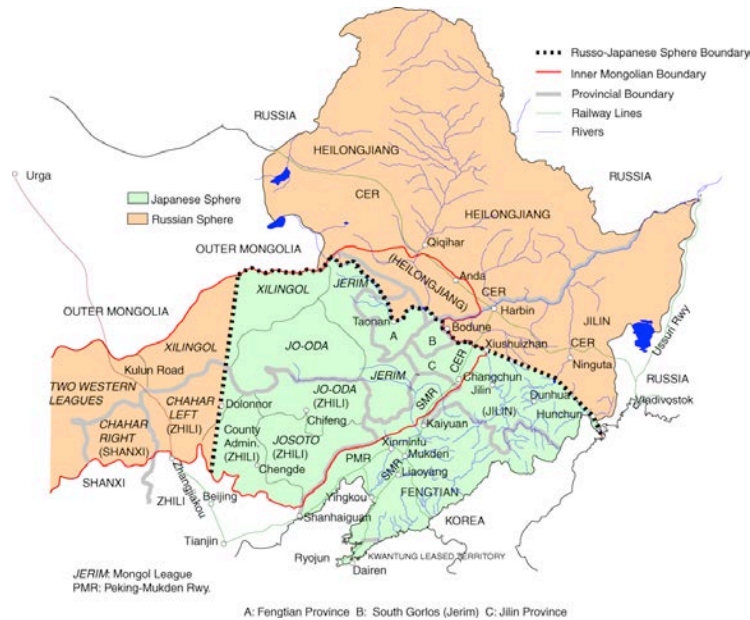 Russo-Japanese Sphere Boundary
Inner Mongolian Boundary
Provincial Boundary
Railway Lines
Rivers
RUSSIA
HEILONGJIANG
Urga
Japanese Sphere
Russian Sphere
CER
RUSSIA
HEILONGJIANG
OUTER MONGOLIA
Qiqihar
(HEILONGJIANG)
Anda
CER
XILINGOL
JERIM
Harbin
OUTER MONGOLIA
Taonan
JILIN
A
B
Bodune
Xiushuizhan
CER
Ussuri Rwy
XILINGOL
JO-ODA
C
CER
Ninguta
Kulun Road
RUSSIA
TWO WESTERN
LEAGUES
JERIM
Changchun
Jilin
Dunhua
CHAHAR
LEFT
(ZHILI)
JO-ODA
(ZHILI)
SMR
(JILIN)
Hunchun
Vladivostok
Dolonnor
Chifeng
CHAHAR
RIGHT
(SHANXI)
County
Admin.
(ZHILI)
JOSOTO
(ZHILI)
Kaiyuan
Xinminfu
Chengde
PMR
Mukden
SMR
Liaoyang
SHANXI
Zhangjiakou
ZHILI
Beijing
Yingkou
FENGTIAN
Shanhaiguan
KOREA
Tianjin
Ryojun
KWANTUNG LEASED TERRITORY
Dairen
JERIM: Mongol League
PMR: Peking-Mukden Rwy.
A: Fengtian Province B: South Gorlos (Jerim) C: Jilin Province